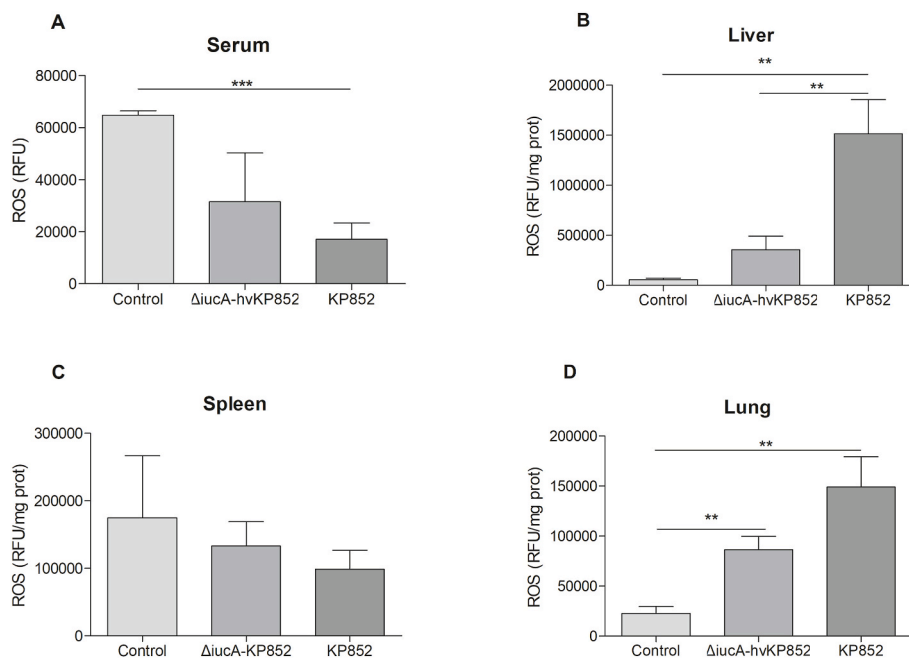 A
Serum
***
80000
60000
40000
20000
0
ROS (RFU)
Control
ΔiucA-hvKP852
KP852
B
Liver
**
**
2000000
1500000
1000000
500000
0
ROS (RFU/mg prot)
Control
ΔiucA-hvKP852
KP852
C
Spleen
300000
200000
100000
0
ROS (RFU/mg prot)
Control
ΔiucA-KP852
KP852
D
Lung
**
**
200000
150000
100000
50000
0
ROS (RFU/mg prot)
Control
ΔiucA-hvKP852
KP852